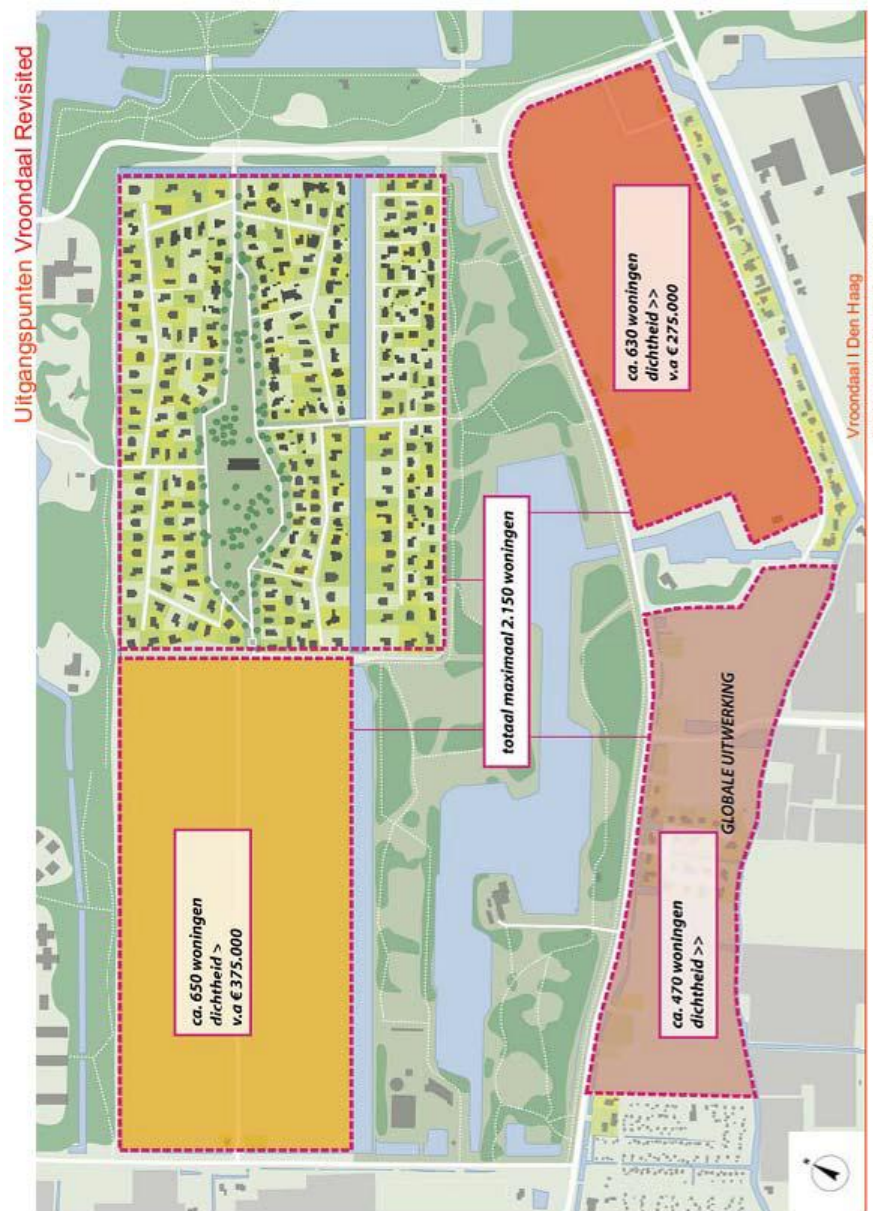 Uitgangspunten Vroondaal Revisited
ca. 650 woningen
dichtheid >
v.a € 375.000
totaal maximaal 2.150 woningen
ca. 630 woningen
dichtheid >>
v.a € 275.000
ca. 470 woningen
dichtheid >>
GLOBALE UITWERKING
Vroondaal I Den Haag